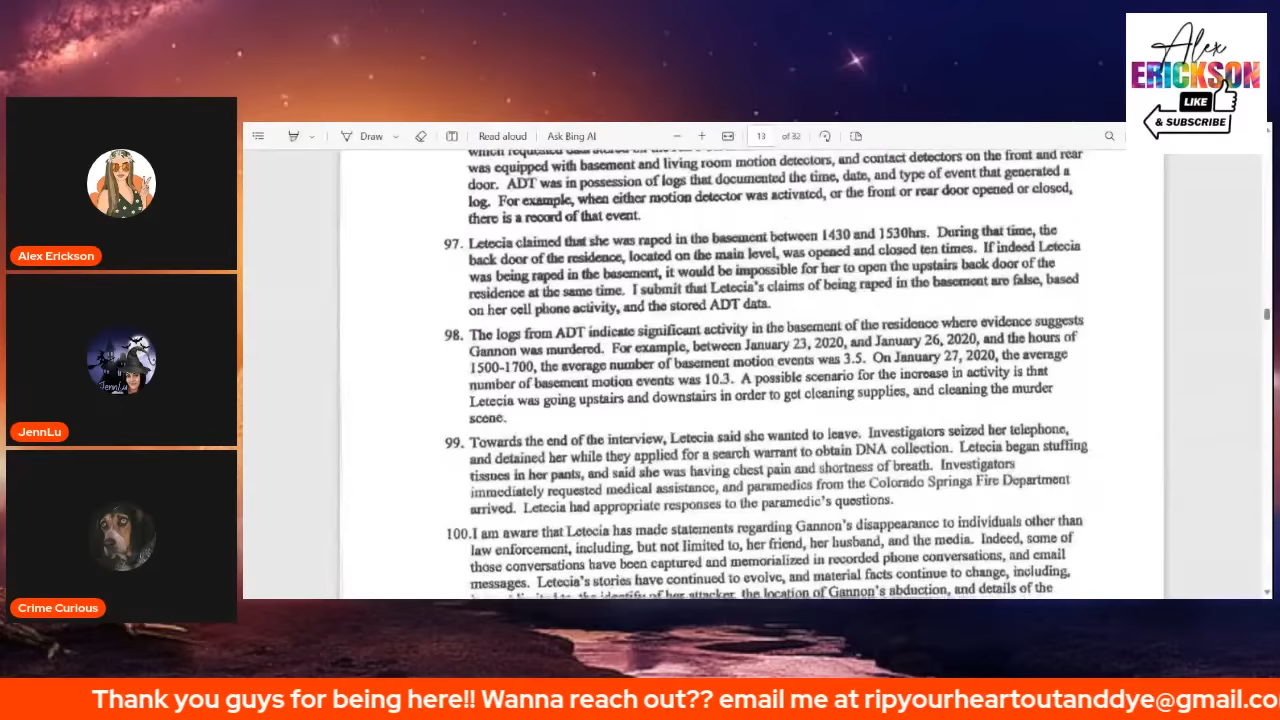 Alex
ERICKSON
LIKE
& SUBSCRIBE
Draw
Read aloud
Ask Bing AI
13
of 32
was equipped with basement and living room motion detectors, and contact detectors on the front and rear
door. ADT was in possession of logs that documented the time, date, and type of event that generated a
log. For example, when either motion detector was activated, or the front or rear door opened or closed,
there is a record of that event.
97. Letecia claimed that she was raped in the basement between 1430 and 1530hrs. During that time, the
back door of the residence, located on the main level, was opened and closed ten times. If indeed Letecia
was being raped in the basement, it would be impossible for her to open the upstairs back door of the
residence at the same time. I submit that Letecia's claims of being raped in the basement are false, based
on her cell phone activity, and the stored ADT data.
98. The logs from ADT indicate significant activity in the basement of the residence where evidence suggests
Gannon was murdered. For example, between January 23, 2020, and January 26, 2020, and the hours of
1500-1700, the average number of basement motion events was 3.5. On January 27, 2020, the average
number of basement motion events was 10.3. A possible scenario for the increase in activity is that
Letecia was going upstairs and downstairs in order to get cleaning supplies, and cleaning the murder
scene.
99. Towards the end of the interview, Letecia said she wanted to leave. Investigators seized her telephone,
and detained her while they applied for a search warrant to obtain DNA collection. Letecia began stuffing
tissues in her pants, and said she was having chest pain and shortness of breath. Investigators
immediately requested medical assistance, and paramedics from the Colorado Springs Fire Department
arrived. Letecia had appropriate responses to the paramedic's questions.
100. I am aware that Letecia has made statements regarding Gannon's disappearance to individuals other than
law enforcement, including, but not limited to, her friend, her husband, and the media. Indeed, some of
those conversations have been captured and memorialized in recorded phone conversations, and email
messages. Letecia's stories have continued to evolve, and material facts continue to change, including,
the identify of her attacker, the location of Gannon's abduction, and details of the
Alex Erickson
JennLu
JennLu
Crime Curious
Thank you guys for being here!! Wanna reach out?? email me at ripyourheartoutanddye@gmail.co